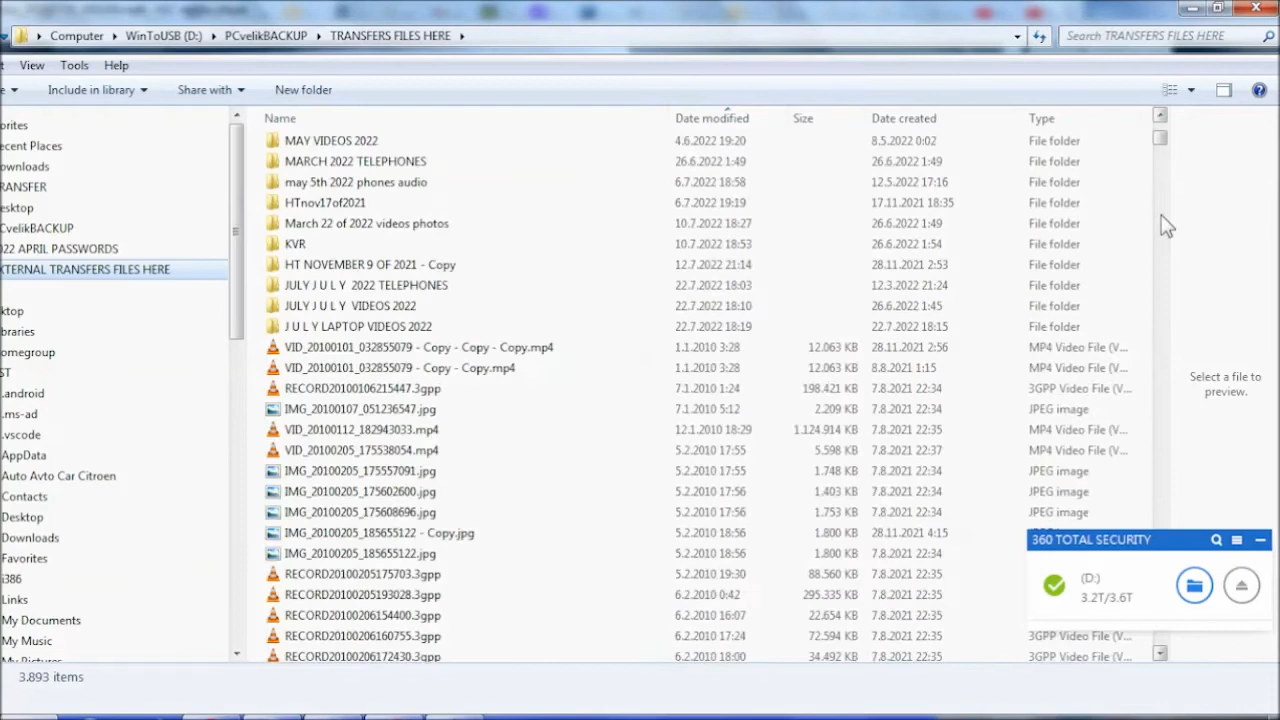 Computer WinToUSB (D:) PCvelikBACKUP TRANSFERS FILES HERE Search TRANSFERS FILES HERE
View Tools Help
Include in library Share with New folder
Name Date modified Size Date created Type
MAY VIDEOS 2022 4.6.2022 19:20 8.5.2022 0:02 File folder
MARCH 2022 TELEPHONES 26.6.2022 1:49 26.6.2022 1:49 File folder
may 5th 2022 phones audio 6.7.2022 18:58 12.5.2022 17:16 File folder
HTnov17of2021 6.7.2022 19:19 17.11.2021 18:35 File folder
March 22 of 2022 videos photos 10.7.2022 18:27 26.6.2022 1:49 File folder
KVR 10.7.2022 18:53 26.6.2022 1:54 File folder
HT NOVEMBER 9 OF 2021 - Copy 12.7.2022 21:14 28.11.2021 2:53 File folder
JULY J U L Y 2022 TELEPHONES 22.7.2022 18:03 12.3.2022 21:24 File folder
JULY J U L Y VIDEOS 2022 22.7.2022 18:10 26.6.2022 1:45 File folder
J U L Y LAPTOP VIDEOS 2022 22.7.2022 18:19 22.7.2022 18:15 File folder
VID_20100101_032855079 - Copy - Copy - Copy.mp4 1.1.2010 3:28 12.063 KB 28.11.2021 2:56 MP4 Video File (V...
VID_20100101_032855079 - Copy - Copy.mp4 1.1.2010 3:28 12.063 KB 8.8.2021 1:15 MP4 Video File (V...
RECORD20100106215447.3gpp 7.1.2010 1:24 198.421 KB 7.8.2021 22:34 3GPP Video File (V...
IMG_20100107_051236547.jpg 7.1.2010 5:12 2.209 KB 7.8.2021 22:34 JPEG image
VID_20100112_182943033.mp4 12.1.2010 18:29 1.124.914 KB 7.8.2021 22:35 MP4 Video File (V...
VID_20100205_175538054.mp4 5.2.2010 17:55 5.598 KB 7.8.2021 22:37 MP4 Video File (V...
IMG_20100205_175557091.jpg 5.2.2010 17:55 1.748 KB 7.8.2021 22:34 JPEG image
IMG_20100205_175602600.jpg 5.2.2010 17:56 1.403 KB 7.8.2021 22:34 JPEG image
IMG_20100205_175608696.jpg 5.2.2010 17:56 1.753 KB 7.8.2021 22:34 JPEG image
IMG_20100205_185655122 - Copy.jpg 5.2.2010 18:56 1.800 KB 28.11.2021 4:15
IMG_20100205_185655122.jpg 5.2.2010 18:56 1.800 KB 7.8.2021 22:34
RECORD20100205175703.3gpp 5.2.2010 19:30 88.560 KB 7.8.2021 22:35
RECORD20100205193028.3gpp 6.2.2010 0:42 295.335 KB 7.8.2021 22:35
RECORD20100206154400.3gpp 6.2.2010 16:07 22.654 KB 7.8.2021 22:35
RECORD20100206160755.3gpp 6.2.2010 17:24 72.594 KB 7.8.2021 22:35 3GPP Video File (V...
RECORD20100206172430.3gpp 6.2.2010 18:00 34.492 KB 7.8.2021 22:35 3GPP Video File (V...
orites
ecent Places
ownloads
RANSFER
esktop
CvelikBACKUP
022 APRIL PASSWORDS
XTERNAL TRANSFERS FILES HERE
ktop
braries
omegroup
ST
.android
.ms-ad
.vscode
AppData
Auto Avto Car Citroen
Contacts
Desktop
Downloads
Favorites
i386
Links
My Documents
My Music
My Pictures
Select a file to
preview.
360 TOTAL SECURITY
(D:)
3.2T/3.6T
3.893 items